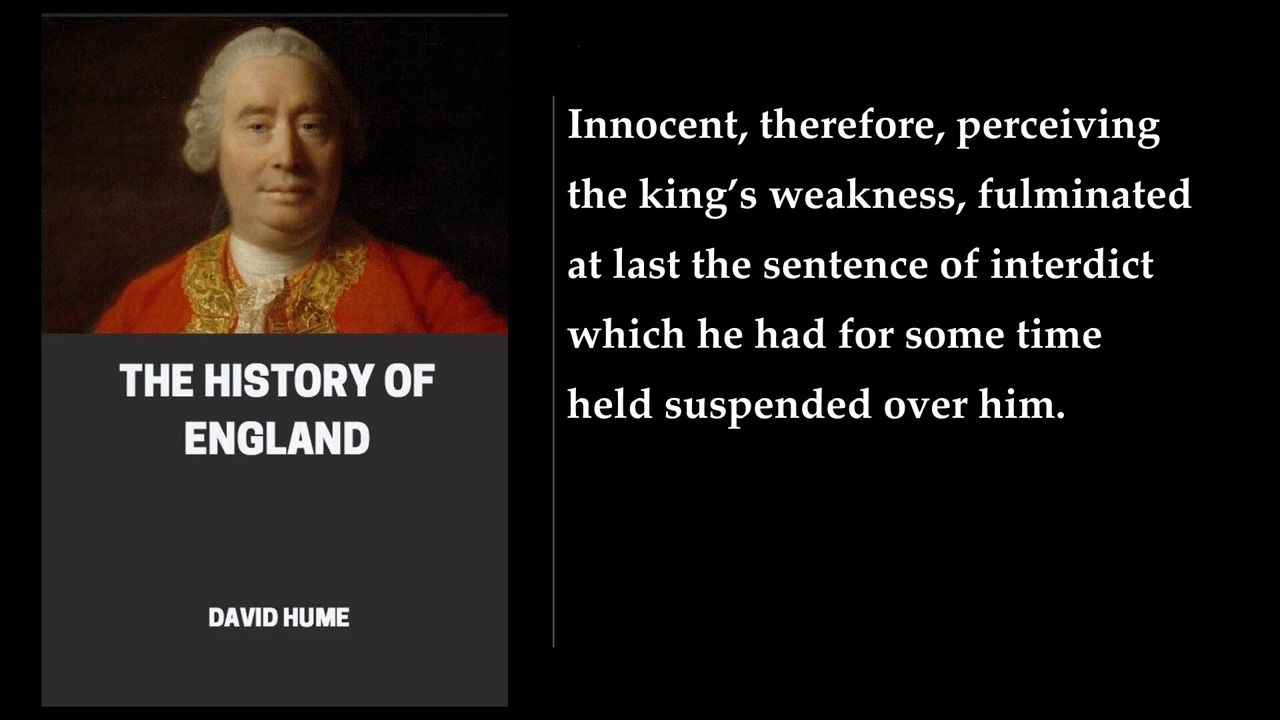 THE HISTORY OF
ENGLAND
DAVID HUME
Innocent, therefore, perceiving
the king’s weakness, fulminated
at last the sentence of interdict
which he had for some time
held suspended over him.